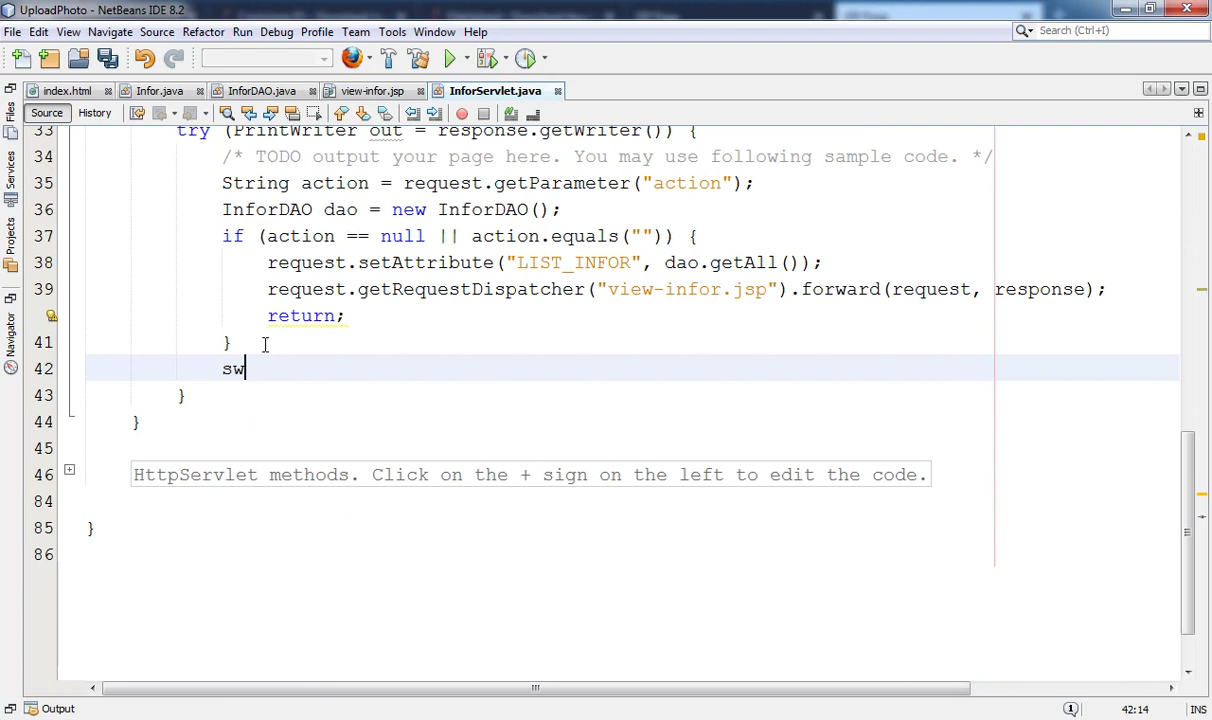 UploadPhoto - NetBeans IDE 8.2
File Edit View Navigate Source Refactor Run Debug Profile Team Tools Window Help
Search (Ctrl+I)
index.html Infor.java InforDAO.java view-infor.jsp InforServlet.java
Source History
Files
Services
Projects
Navigator
33 try (PrintWriter out = response.getWriter()) {
34 /* TODO output your page here. You may use following sample code. */
35 String action = request.getParameter("action");
36 InforDAO dao = new InforDAO();
37 if (action == null || action.equals("")) {
38 request.setAttribute("LIST_INFOR", dao.getAll());
39 request.getRequestDispatcher("view-infor.jsp").forward(request, response);
return;
41 }
42 sw
43 }
44 }
45
46 HttpServlet methods. Click on the + sign on the left to edit the code.
84
85 }
86
Output
1 42:14 INS